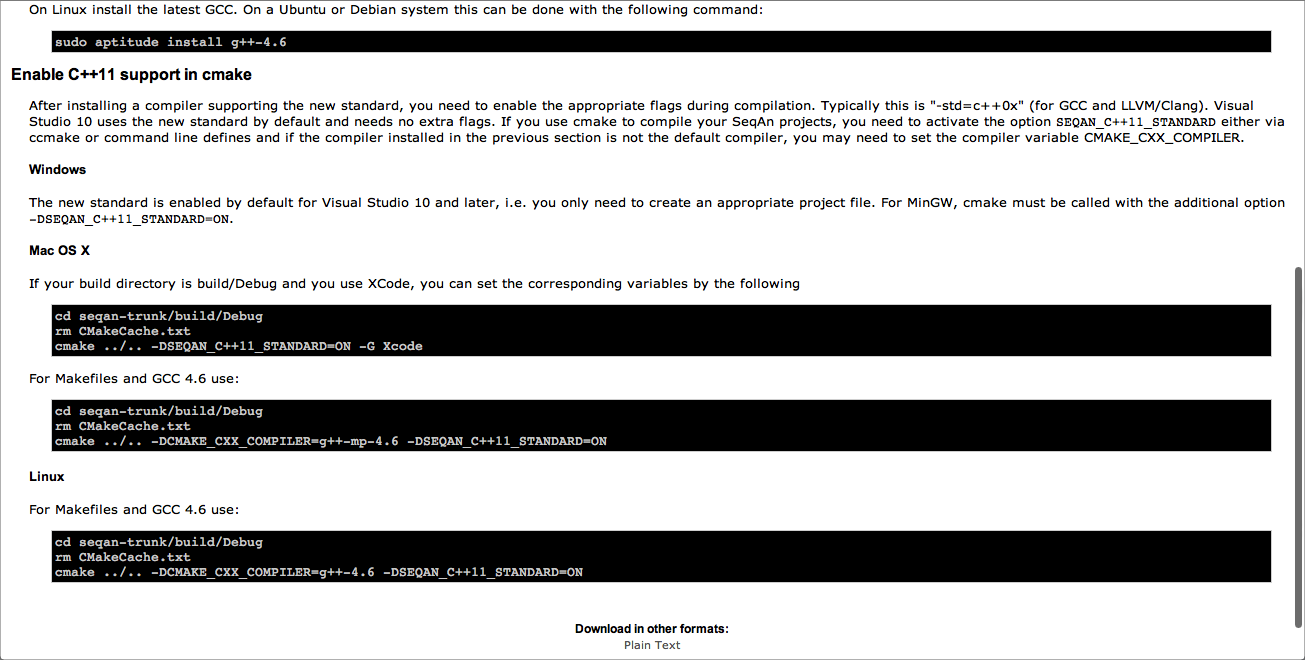 On Linux install the latest GCC. On a Ubuntu or Debian system this can be done with the following command:
sudo aptitude install g++-4.6
Enable C++11 support in cmake
After installing a compiler supporting the new standard, you need to enable the appropriate flags during compilation. Typically this is "-std=c++0x" (for GCC and LLVM/Clang). Visual
Studio 10 uses the new standard by default and needs no extra flags. If you use cmake to compile your SeqAn projects, you need to activate the option SEQAN_C++11_STANDARD either via
ccmake or command line defines and if the compiler installed in the previous section is not the default compiler, you may need to set the compiler variable CMAKE_CXX_COMPILER.
Windows
The new standard is enabled by default for Visual Studio 10 and later, i.e. you only need to create an appropriate project file. For MinGW, cmake must be called with the additional option
-DSEQAN_C++11_STANDARD=ON.
Mac OS X
If your build directory is build/Debug and you use XCode, you can set the corresponding variables by the following
cd seqan-trunk/build/Debug
rm CMakeCache.txt
cmake ../.. -DSEQAN_C++11_STANDARD=ON -G Xcode
For Makefiles and GCC 4.6 use:
cd seqan-trunk/build/Debug
rm CMakeCache.txt
cmake ../.. -DCMAKE_CXX_COMPILER=g++-mp-4.6 -DSEQAN_C++11_STANDARD=ON
Linux
For Makefiles and GCC 4.6 use:
cd seqan-trunk/build/Debug
rm CMakeCache.txt
cmake ../.. -DCMAKE_CXX_COMPILER=g++-4.6 -DSEQAN_C++11_STANDARD=ON
Download in other formats:
Plain Text